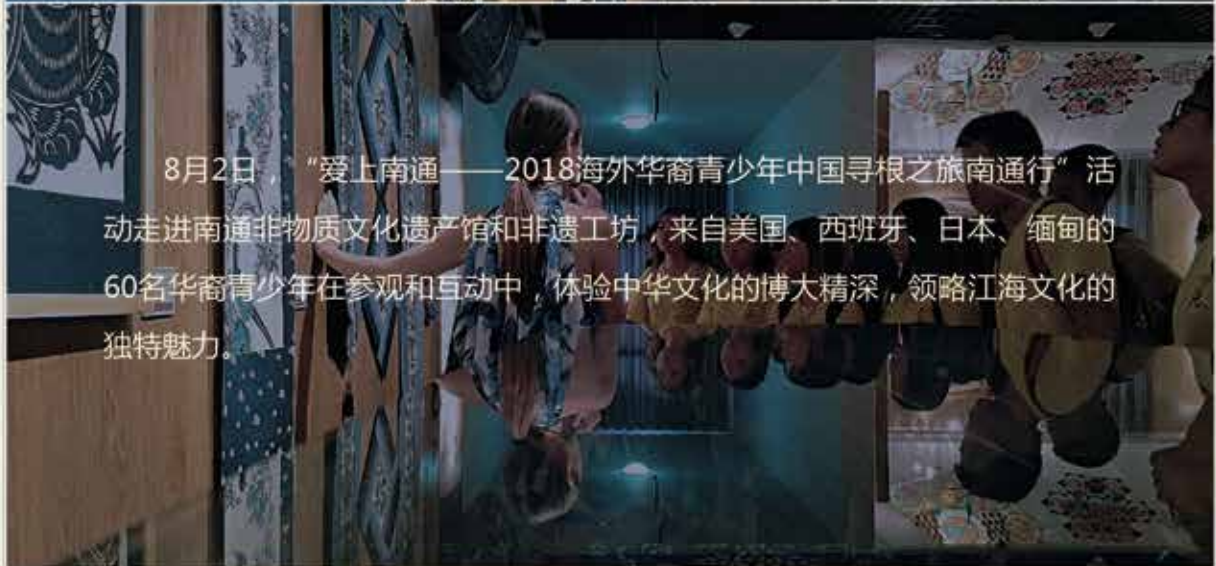 8月2日，“爱上南通——2018海外华裔青少年中国寻根之旅南通行”活
动走进南通非物质文化遗产馆和非遗工坊，来自美国、西班牙、日本、缅甸的
60名华裔青少年在参观和互动中，体验中华文化的博大精深，领略江海文化的
独特魅力。